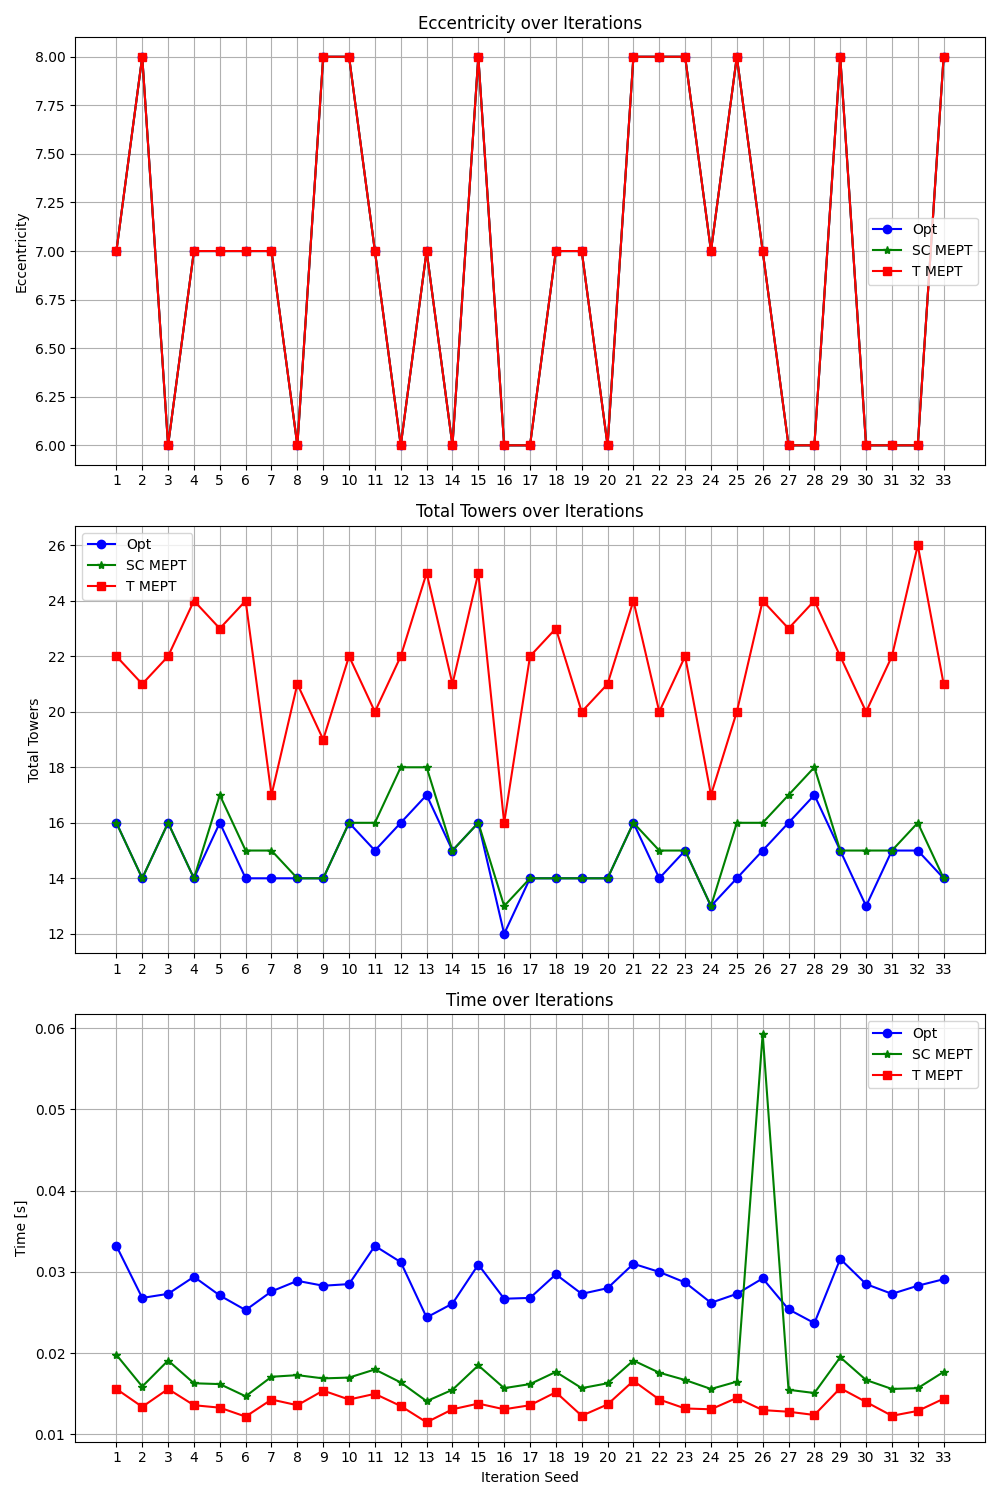 Eccentricity over Iterations
Eccentricity
8.00
7.75
7.50
7.25
7.00
6.75
6.50
6.25
6.00
Opt
SC MEPT
T MEPT
1 2 3 4 5 6 7 8 9 10 11 12 13 14 15 16 17 18 19 20 21 22 23 24 25 26 27 28 29 30 31 32 33
Total Towers over Iterations
Total Towers
26
24
22
20
18
16
14
12
Opt
SC MEPT
T MEPT
1 2 3 4 5 6 7 8 9 10 11 12 13 14 15 16 17 18 19 20 21 22 23 24 25 26 27 28 29 30 31 32 33
Time over Iterations
Time [s]
0.06
0.05
0.04
0.03
0.02
0.01
Opt
SC MEPT
T MEPT
1 2 3 4 5 6 7 8 9 10 11 12 13 14 15 16 17 18 19 20 21 22 23 24 25 26 27 28 29 30 31 32 33
Iteration Seed